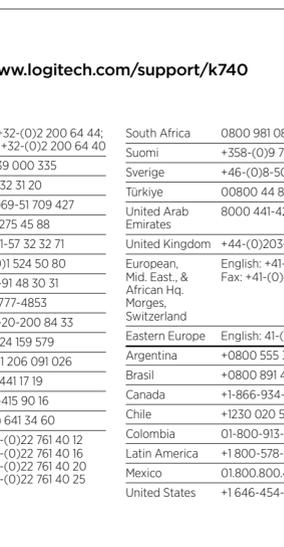 www.logitech.com/support/k740
+32-(0)2 200 64 44;
+32-(0)2 200 64 40
39 000 335
32 31 20
069-51 709 427
275 45 88
1-57 32 32 71
)1 524 50 80
-91 48 30 31
777-4853
-20-200 84 33
24 159 579
1 206 091 026
441 17 19
-415 90 16
) 641 34 60
-(0)22 761 40 12
-(0)22 761 40 16
-(0)22 761 40 20
-(0)22 761 40 25
South Africa 0800 981 08
Suomi +358-(0)9 7
Sverige +46-(0)8-50
Türkiye 00800 44 8
United Arab 8000 441-42
Emirates
United Kingdom +44-(0)203-
European, English: +41-
Mid. East., & Fax: +41-(0)
African Hq.
Morges,
Switzerland
Eastern Europe English: 41-(
Argentina +0800 555 3
Brasil +0800 891 4
Canada +1-866-934-
Chile +1230 020 5
Colombia 01-800-913-
Latin America +1 800-578-
Mexico 01.800.800.4
United States +1 646-454-